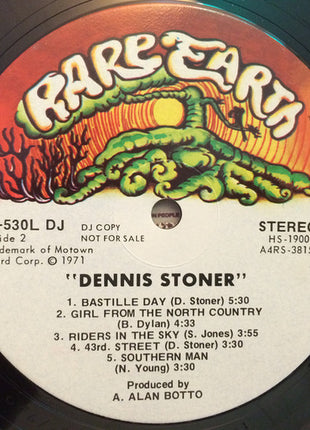 RARE EARTH
-530L DJ
DJ COPY
NOT FOR SALE
N PEOPLE
STEREO
HS-1900
A4RS-3815
ide 2
demark of Motown
ord Corp. © 1971
"DENNIS STONER"
1. BASTILLE DAY (D. Stoner) 5:30
2. GIRL FROM THE NORTH COUNTRY
(B. Dylan) 4:33
3. RIDERS IN THE SKY (S. Jones) 3:55
4. 43rd. STREET (D. Stoner) 3:30
5. SOUTHERN MAN
(N. Young) 3:30
Produced by
A. ALAN BOTTO